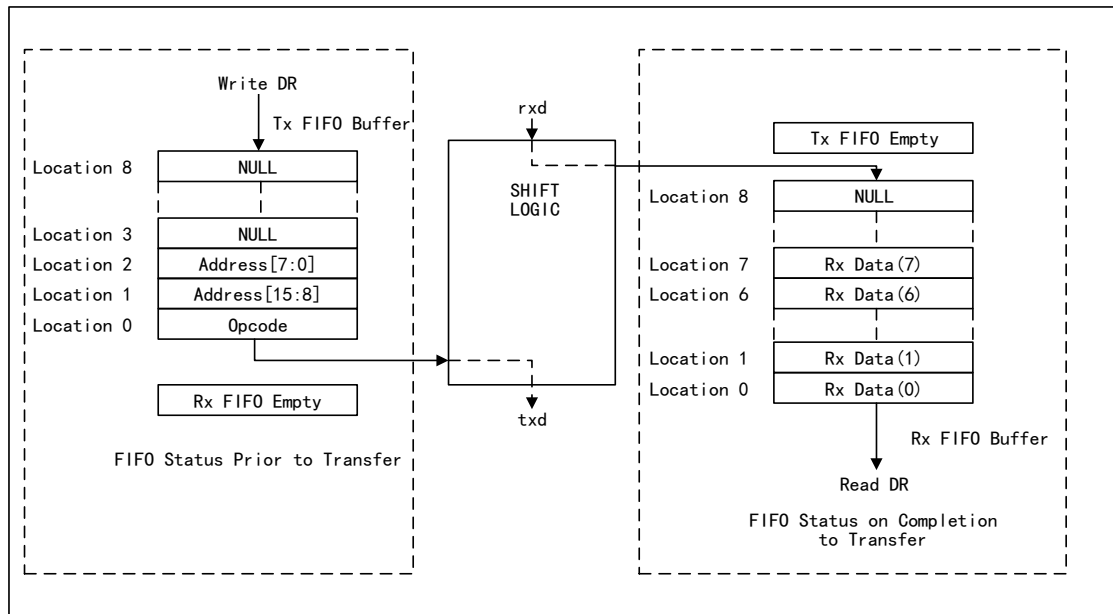 Write DR
Tx FIFO Buffer
Location 8 NULL
Location 3 NULL
Location 2 Address[7:0]
Location 1 Address[15:8]
Location 0 Opcode
Rx FIFO Empty
FIFO Status Prior to Transfer
rxd
SHIFT
LOGIC
txd
Tx FIFO Empty
Location 8 NULL
Location 7 Rx Data(7)
Location 6 Rx Data(6)
Location 1 Rx Data(1)
Location 0 Rx Data(0)
Rx FIFO Buffer
Read DR
FIFO Status on Completion
to Transfer